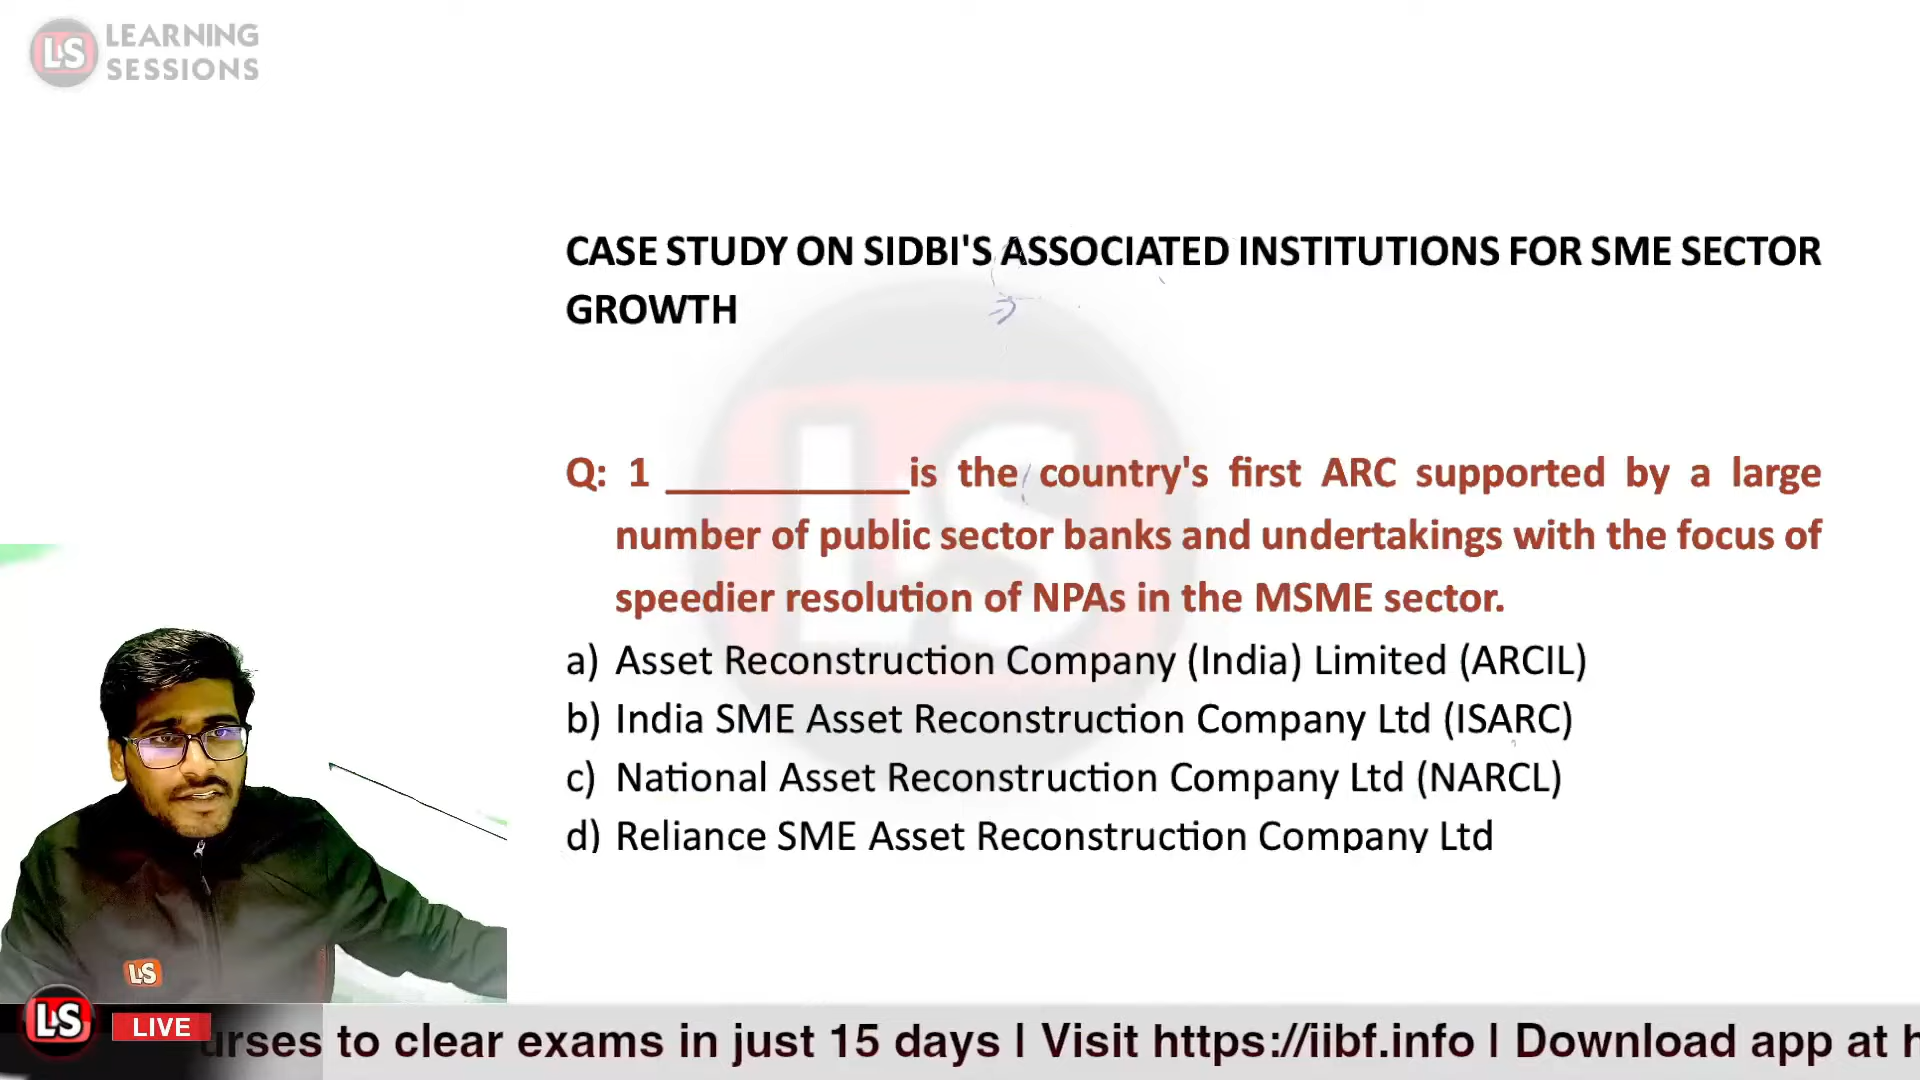 LS LEARNING
SESSIONS
CASE STUDY ON SIDBI'S ASSOCIATED INSTITUTIONS FOR SME SECTOR
GROWTH
Q: 1 ___________is the country's first ARC supported by a large
number of public sector banks and undertakings with the focus of
speedier resolution of NPAs in the MSME sector.
a) Asset Reconstruction Company (India) Limited (ARCIL)
b) India SME Asset Reconstruction Company Ltd (ISARC)
c) National Asset Reconstruction Company Ltd (NARCL)
d) Reliance SME Asset Reconstruction Company Ltd
LS
LS
LS LIVE
to clear exams in just 15 days | Visit https://iibf.info | Download app at